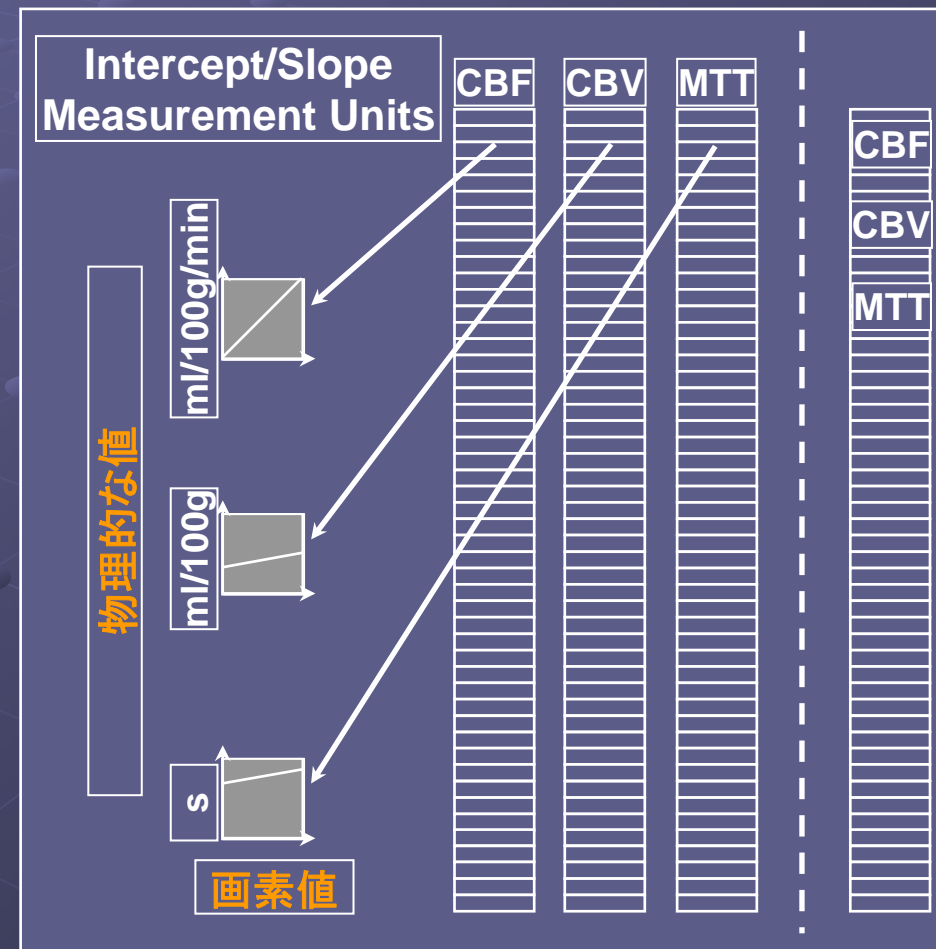 Intercept/Slope
Measurement Units
CBF
CBV
MTT
CBF
CBV
MTT
ml/100g/min
ml/100g
s
物理的な値
画素値